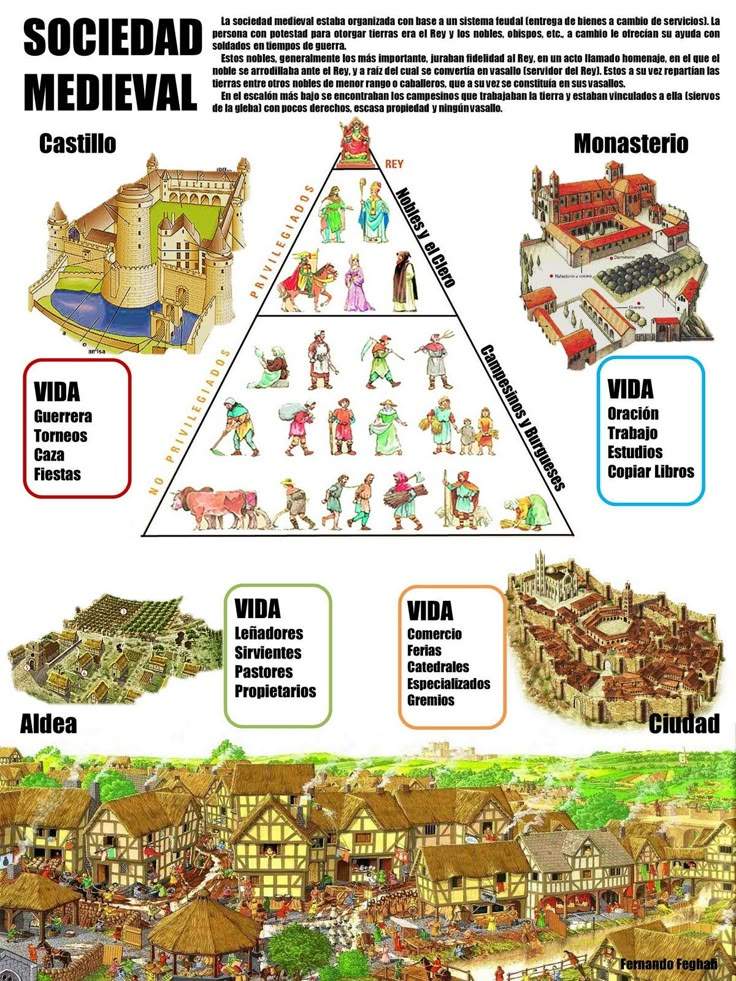 SOCIEDAD
MEDIEVAL
La sociedad medieval estaba organizada con base a un sistema feudal (entrega de bienes a cambio de servicios). La
persona con potestad para otorgar tierras era el Rey y los nobles, obispos, etc., a cambio le ofrecían su ayuda con
soldados en tiempos de guerra.
Estos nobles, generalmente los más importante, juraban fidelidad al Rey, en un acto llamado homenaje, en el que el
noble se arrodillaba ante el Rey, y a raíz del cual se convertía en vasallo (servidor del Rey). Estos a su vez repartían las
tierras entre otros nobles de menor rango o caballeros, que a su vez se constituía en sus vasallos.
En el escalón más bajo se encontraban los campesinos que trabajaban la tierra y estaban vinculados a ella (siervos
de la gleba) con pocos derechos, escasa propiedad y ningún vasallo.
Castillo
Monasterio
REY
PRIVILEGIADOS
Nobles y el Clero
NO PRIVILEGIADOS
Campesinos y Burgueses
VIDA
Guerrera
Torneos
Caza
Fiestas
VIDA
Oración
Trabajo
Estudios
Copiar Libros
VIDA
Leñadores
Sirvientes
Pastores
Propietarios
VIDA
Comercio
Ferias
Catedrales
Especializados
Gremios
Aldea
Ciudad
Fernando Feghali